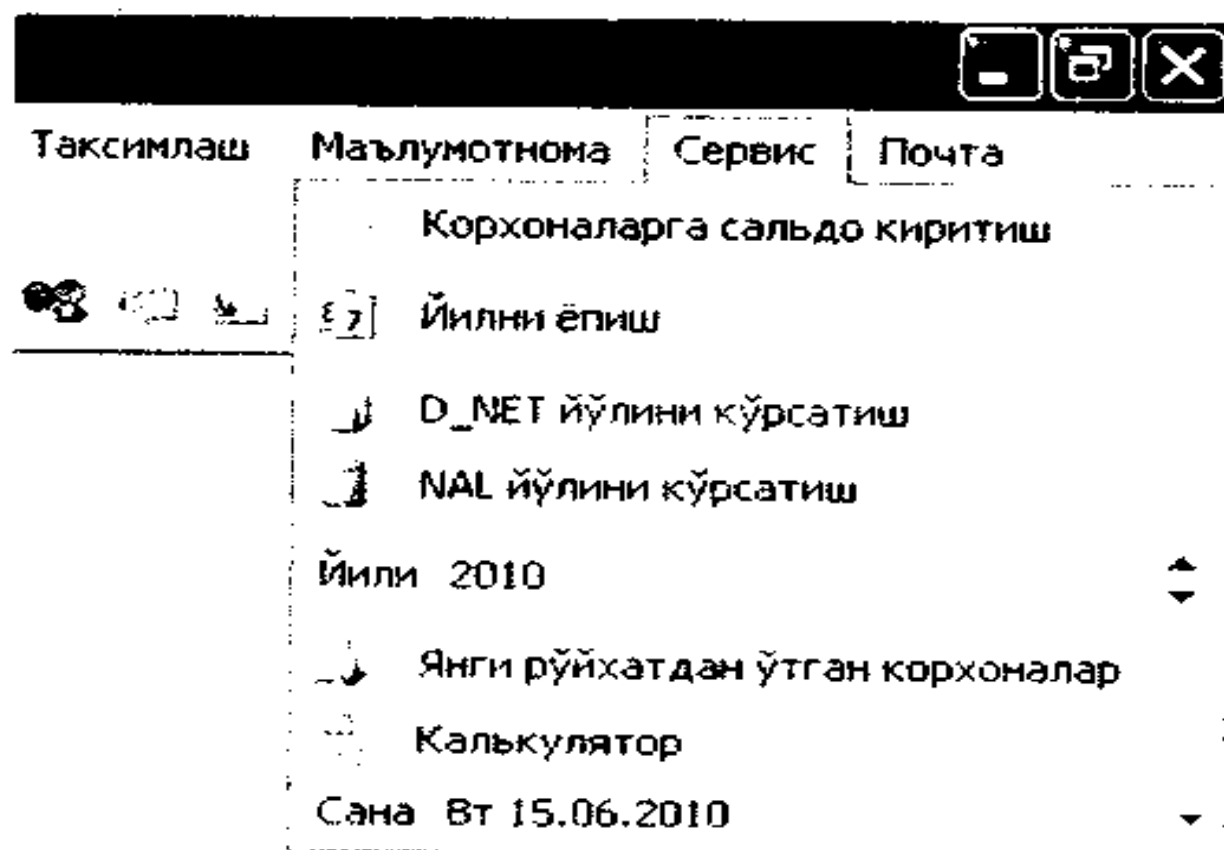 Таксимлаш Маълумотнома Сервис Почта
Корхоналарга сальдо киритиш
Йилни ёпиш
D_NET йўлини кўрсатиш
NAL йўлини кўрсатиш
Йили 2010
Янги рўйхатдан ўтган корхоналар
Калькулятор
Сана Вт 15.06.2010